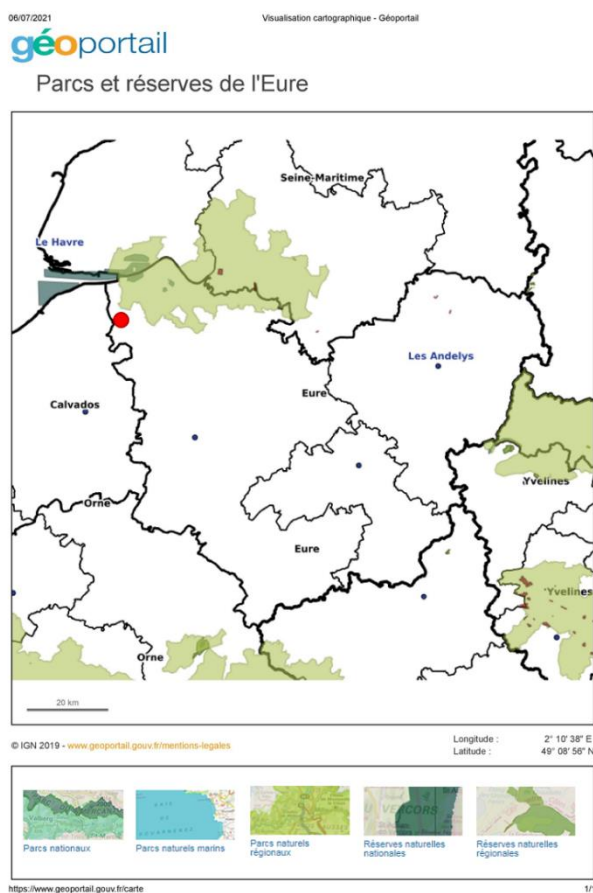 06/07/2021 Visualisation cartographique - Géoportail
géoportail
Parcs et réserves de l'Eure
Seine-Maritime
Le Havre
Les Andelys
Eure
Calvados
Yvelines
Orne
Eure
Yvelines
Orne
20 km
© IGN 2019 - www.geoportail.gouv.fr/mentions-legales
Longitude : 2° 10' 38" E
Latitude : 49° 08' 56" N
Parcs nationaux
Parcs naturels marins
Parcs naturels
régionaux
Réserves naturelles
nationales
Réserves naturelles
régionales
https://www.geoportail.gouv.fr/carte